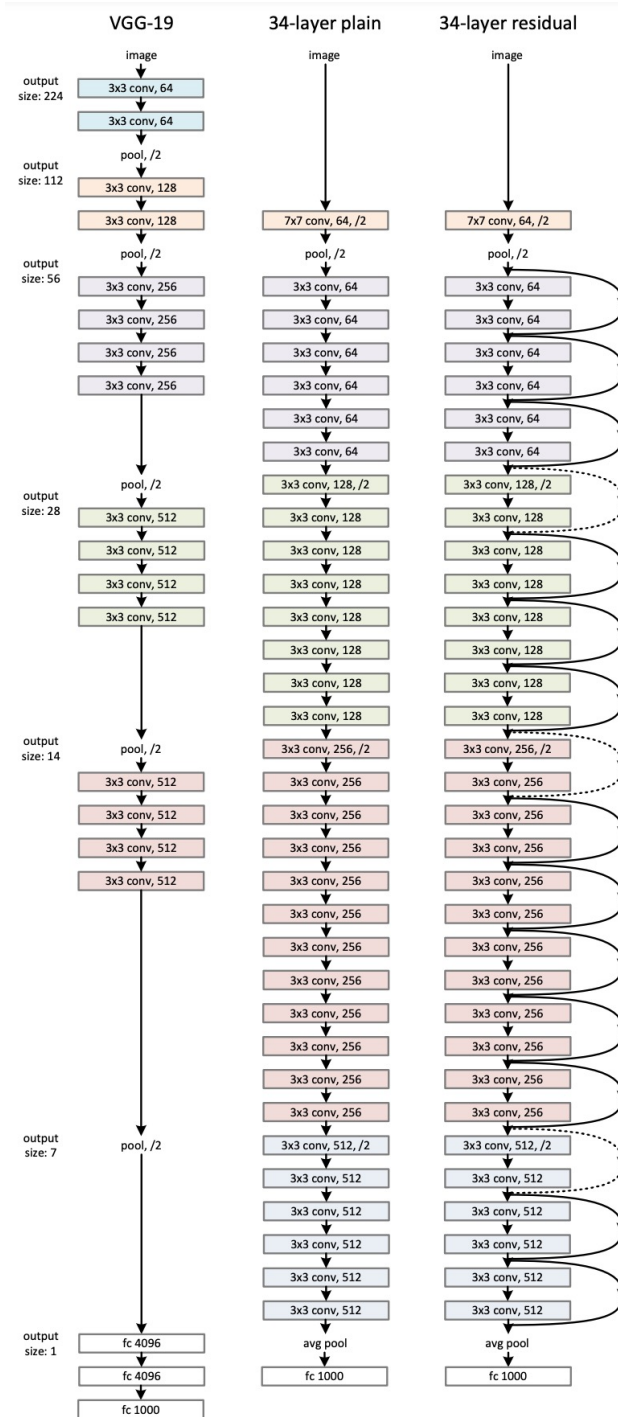 output
size: 224
output
size: 112
output
size: 56
output
size: 28
output
size: 14
output
size: 7
output
size: 1
VGG-19
image
3x3 conv, 64
3x3 conv, 64
pool, /2
3x3 conv, 128
3x3 conv, 128
pool, /2
3x3 conv, 256
3x3 conv, 256
3x3 conv, 256
3x3 conv, 256
pool, /2
3x3 conv, 512
3x3 conv, 512
3x3 conv, 512
3x3 conv, 512
pool, /2
3x3 conv, 512
3x3 conv, 512
3x3 conv, 512
3x3 conv, 512
pool, /2
fc 4096
fc 4096
fc 1000
34-layer plain
image
7x7 conv, 64, /2
pool, /2
3x3 conv, 64
3x3 conv, 64
3x3 conv, 64
3x3 conv, 64
3x3 conv, 64
3x3 conv, 64
3x3 conv, 128, /2
3x3 conv, 128
3x3 conv, 128
3x3 conv, 128
3x3 conv, 128
3x3 conv, 128
3x3 conv, 128
3x3 conv, 128
3x3 conv, 256, /2
3x3 conv, 256
3x3 conv, 256
3x3 conv, 256
3x3 conv, 256
3x3 conv, 256
3x3 conv, 256
3x3 conv, 256
3x3 conv, 256
3x3 conv, 256
3x3 conv, 256
3x3 conv, 256
3x3 conv, 512, /2
3x3 conv, 512
3x3 conv, 512
3x3 conv, 512
3x3 conv, 512
3x3 conv, 512
avg pool
fc 1000
34-layer residual
image
7x7 conv, 64, /2
pool, /2
3x3 conv, 64
3x3 conv, 64
3x3 conv, 64
3x3 conv, 64
3x3 conv, 64
3x3 conv, 64
3x3 conv, 128, /2
3x3 conv, 128
3x3 conv, 128
3x3 conv, 128
3x3 conv, 128
3x3 conv, 128
3x3 conv, 128
3x3 conv, 128
3x3 conv, 256, /2
3x3 conv, 256
3x3 conv, 256
3x3 conv, 256
3x3 conv, 256
3x3 conv, 256
3x3 conv, 256
3x3 conv, 256
3x3 conv, 256
3x3 conv, 256
3x3 conv, 256
3x3 conv, 256
3x3 conv, 512, /2
3x3 conv, 512
3x3 conv, 512
3x3 conv, 512
3x3 conv, 512
3x3 conv, 512
avg pool
fc 1000